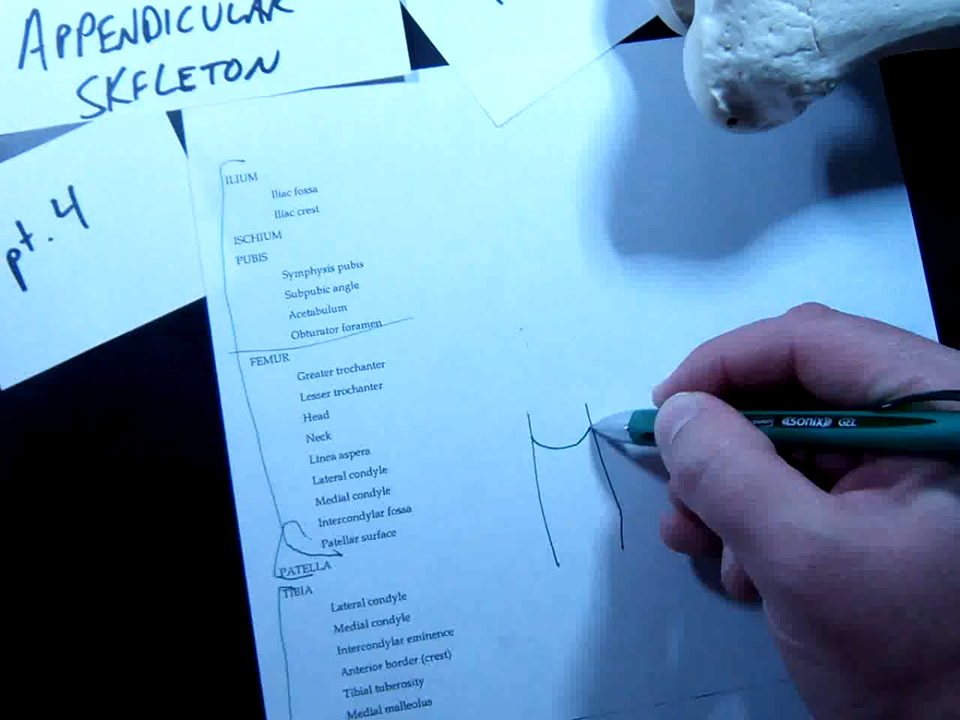 APPENDICULAR
SKELETON
pt. 4
ILIUM
Iliac fossa
Iliac crest
ISCHIUM
PUBIS
Symphysis pubis
Subpubic angle
Acetabulum
Obturator foramen
FEMUR
Greater trochanter
Lesser trochanter
Head
Neck
Linea aspera
Lateral condyle
Medial condyle
Intercondylar fossa
Patellar surface
PATELLA
TIBIA
Lateral condyle
Medial condyle
Intercondylar eminence
Anterior border (crest)
Tibial tuberosity
Medial malleolus
sonix GEL